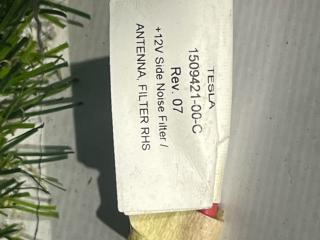 TESLA
1509421-00-C
Rev. 07
+12V Side Noise Filter /
ANTENNA, FILTER RHS